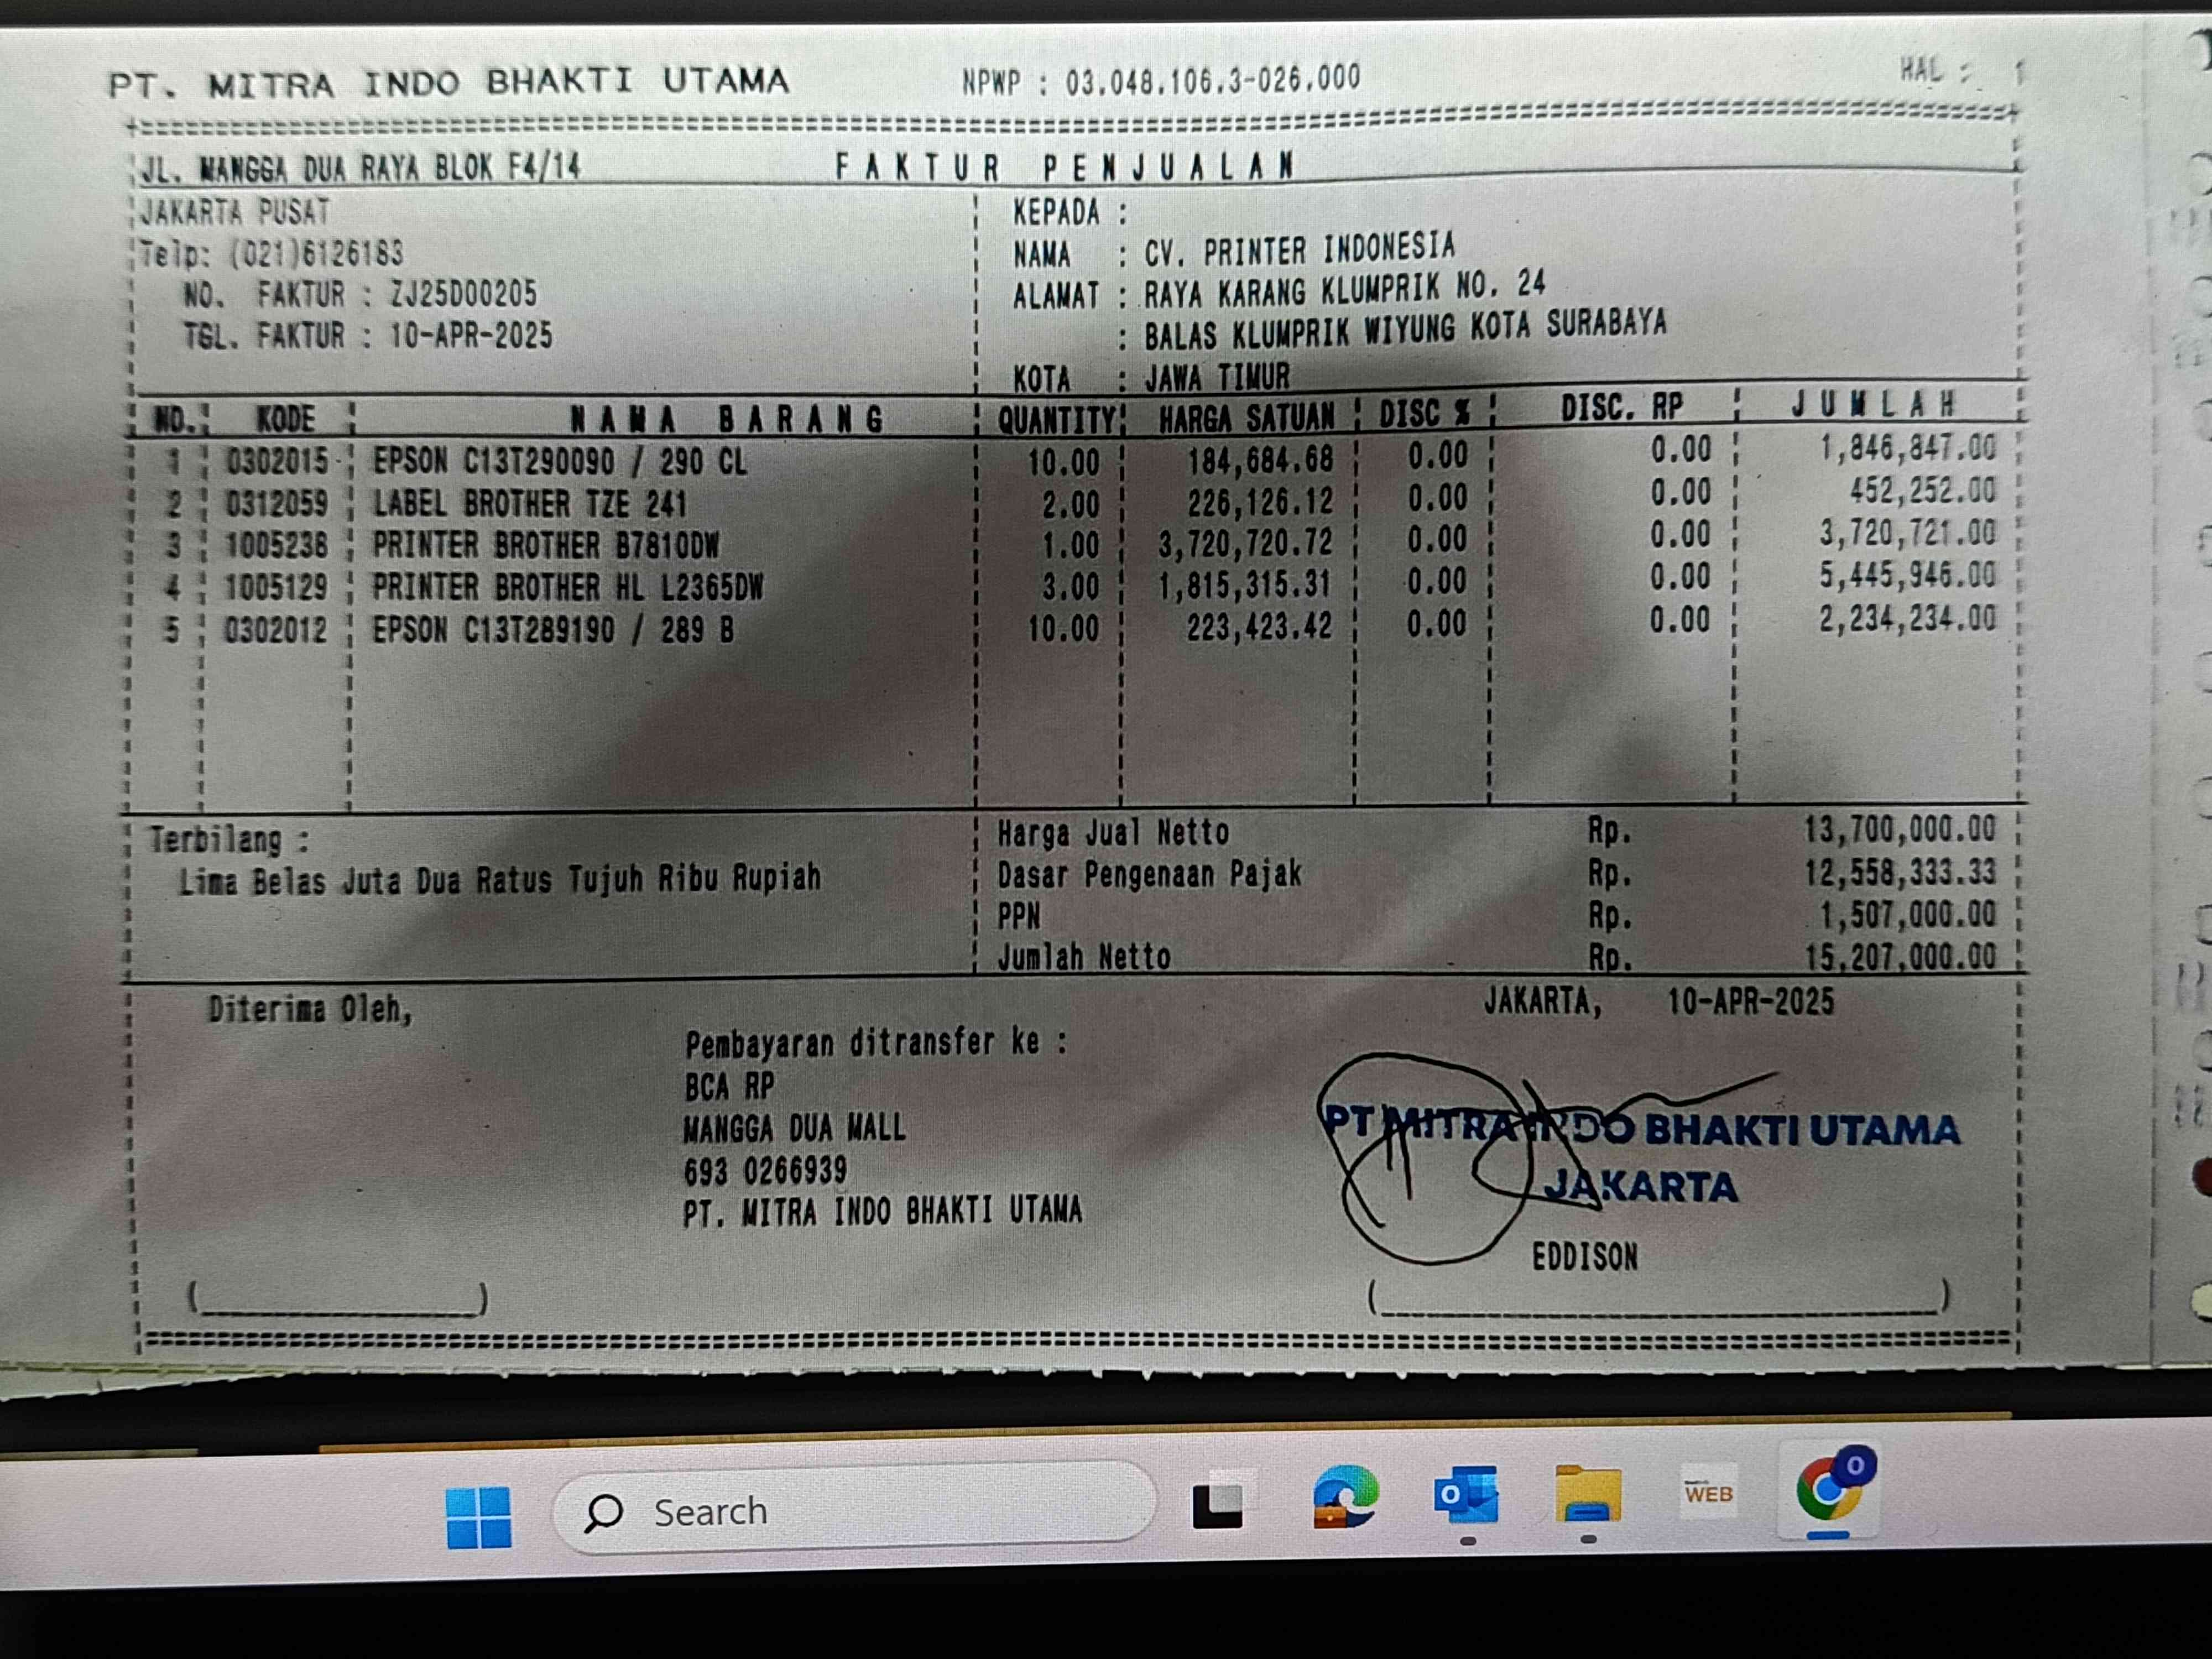 PT. MITRA INDO BHAKTI UTAMA NPWP : 03.048.106.3-026.000 HAL : 1
JL. MANGGA DUA RAYA BLOK F4/14 FAKTUR PENJUALAN
JAKARTA PUSAT KEPADA :
Telp: (021)6126183 NAMA : CV. PRINTER INDONESIA
NO. FAKTUR : ZJ25D00205 ALAMAT : RAYA KARANG KLUMPRIK NO. 24
TGL. FAKTUR : 10-APR-2025 : BALAS KLUMPRIK WIYUNG KOTA SURABAYA
KOTA : JAWA TIMUR
NO. KODE NAMA BARANG QUANTITY HARGA SATUAN DISC % DISC. RP JUMLAH
1 0302015 EPSON C13T290090 / 290 CL 10.00 184,684.68 0.00 0.00 1,846,847.00
2 0312059 LABEL BROTHER TZE 241 2.00 226,126.12 0.00 0.00 452,252.00
3 1005238 PRINTER BROTHER B7810DW 1.00 3,720,720.72 0.00 0.00 3,720,721.00
4 1005129 PRINTER BROTHER HL L2365DW 3.00 1,815,315.31 0.00 0.00 5,445,946.00
5 0302012 EPSON C13T289190 / 289 B 10.00 223,423.42 0.00 0.00 2,234,234.00
Terbilang : Harga Jual Netto Rp. 13,700,000.00
Lima Belas Juta Dua Ratus Tujuh Ribu Rupiah Dasar Pengenaan Pajak Rp. 12,558,333.33
PPN Rp. 1,507,000.00
Jumlah Netto Rp. 15,207,000.00
Diterima Oleh, JAKARTA, 10-APR-2025
Pembayaran ditransfer ke :
BCA RP
MANGGA DUA MALL PT MITRA INDO BHAKTI UTAMA
693 0266939 JAKARTA
PT. MITRA INDO BHAKTI UTAMA
EDDISON
Search
WEB